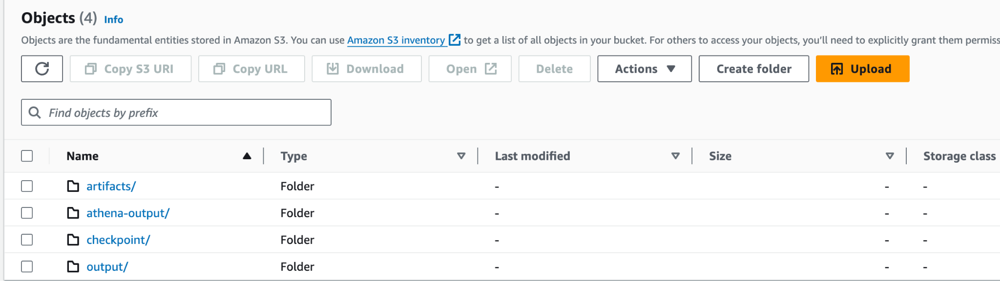 Objects (4) Info
Objects are the fundamental entities stored in Amazon S3. You can use Amazon S3 inventory to get a list of all objects in your bucket. For others to access your objects, you'll need to explicitly grant them permiss
Copy S3 URI Copy URL Download Open Delete Actions Create folder Upload
Find objects by prefix
Name Type Last modified Size Storage class
artifacts/ Folder - - -
athena-output/ Folder - - -
checkpoint/ Folder - - -
output/ Folder - - -